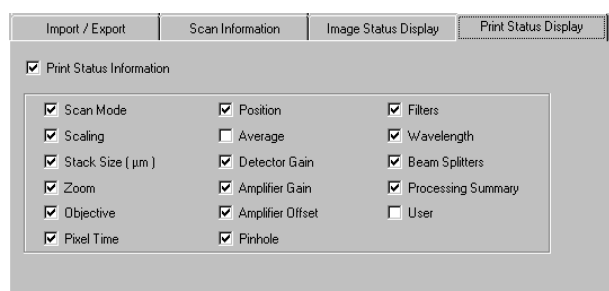 Import / Export Scan Information Image Status Display Print Status Display
Print Status Information
Scan Mode Position Filters
Scaling Average Wavelength
Stack Size ( µm ) Detector Gain Beam Splitters
Zoom Amplifier Gain Processing Summary
Objective Amplifier Offset User
Pixel Time Pinhole